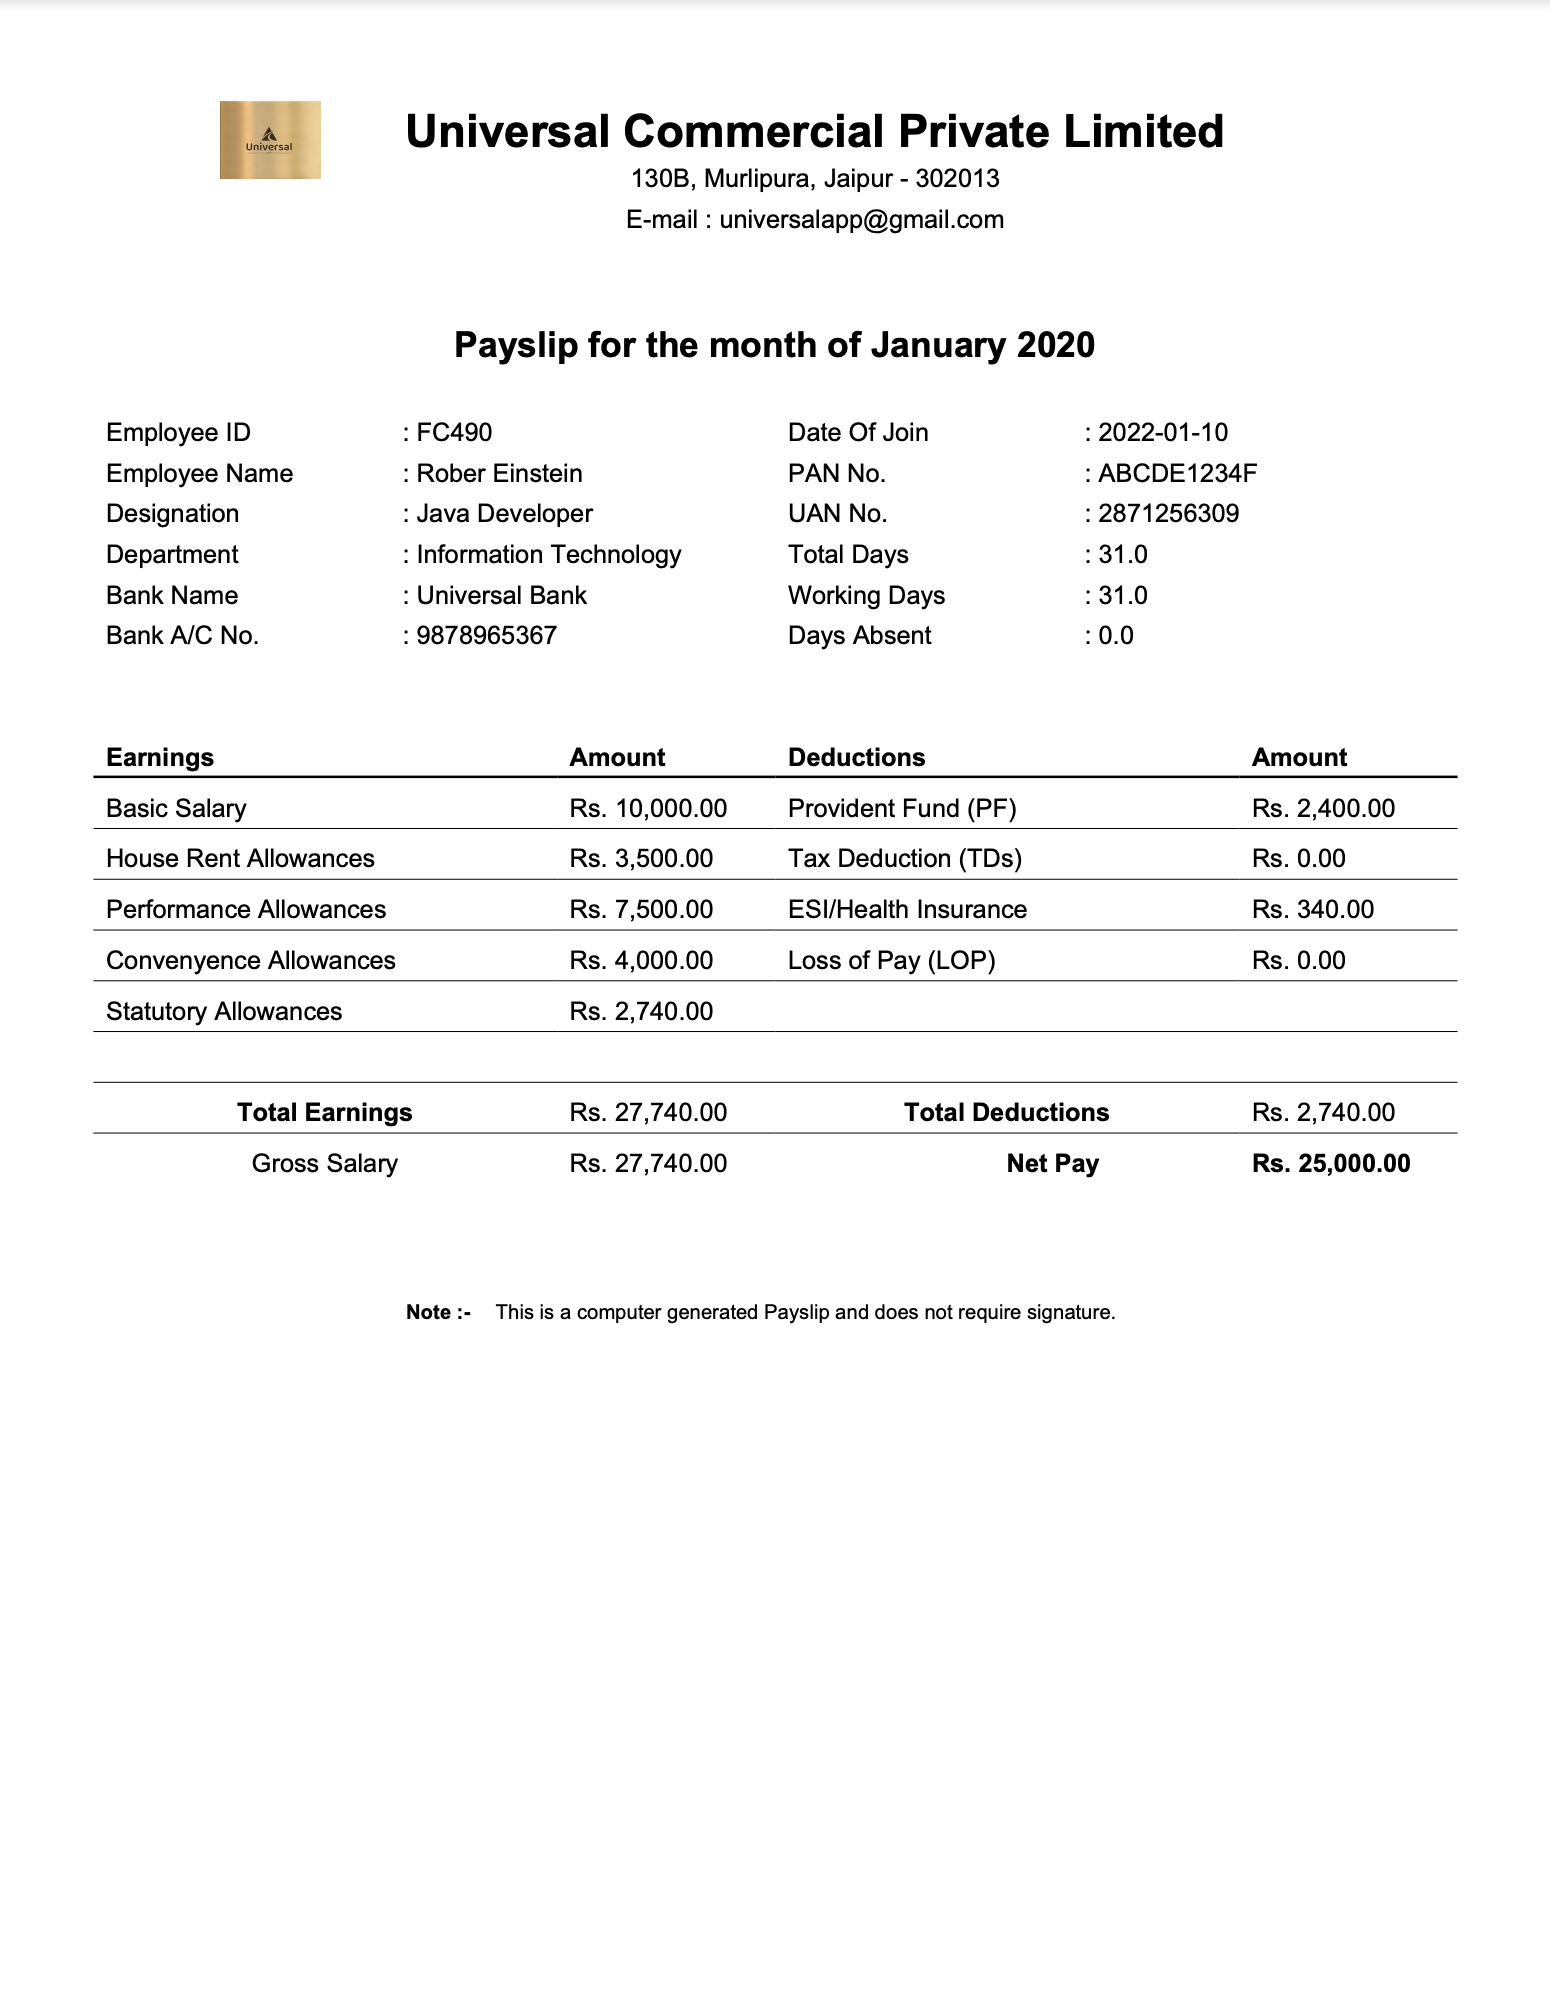 Universal
Universal Commercial Private Limited
130B, Murlipura, Jaipur - 302013
E-mail : universalapp@gmail.com
Payslip for the month of January 2020
Employee ID : FC490 Date Of Join : 2022-01-10
Employee Name : Rober Einstein PAN No. : ABCDE1234F
Designation : Java Developer UAN No. : 2871256309
Department : Information Technology Total Days : 31.0
Bank Name : Universal Bank Working Days : 31.0
Bank A/C No. : 9878965367 Days Absent : 0.0
Earnings Amount Deductions Amount
Basic Salary Rs. 10,000.00 Provident Fund (PF) Rs. 2,400.00
House Rent Allowances Rs. 3,500.00 Tax Deduction (TDs) Rs. 0.00
Performance Allowances Rs. 7,500.00 ESI/Health Insurance Rs. 340.00
Convenyence Allowances Rs. 4,000.00 Loss of Pay (LOP) Rs. 0.00
Statutory Allowances Rs. 2,740.00
Total Earnings Rs. 27,740.00 Total Deductions Rs. 2,740.00
Gross Salary Rs. 27,740.00 Net Pay Rs. 25,000.00
Note :- This is a computer generated Payslip and does not require signature.